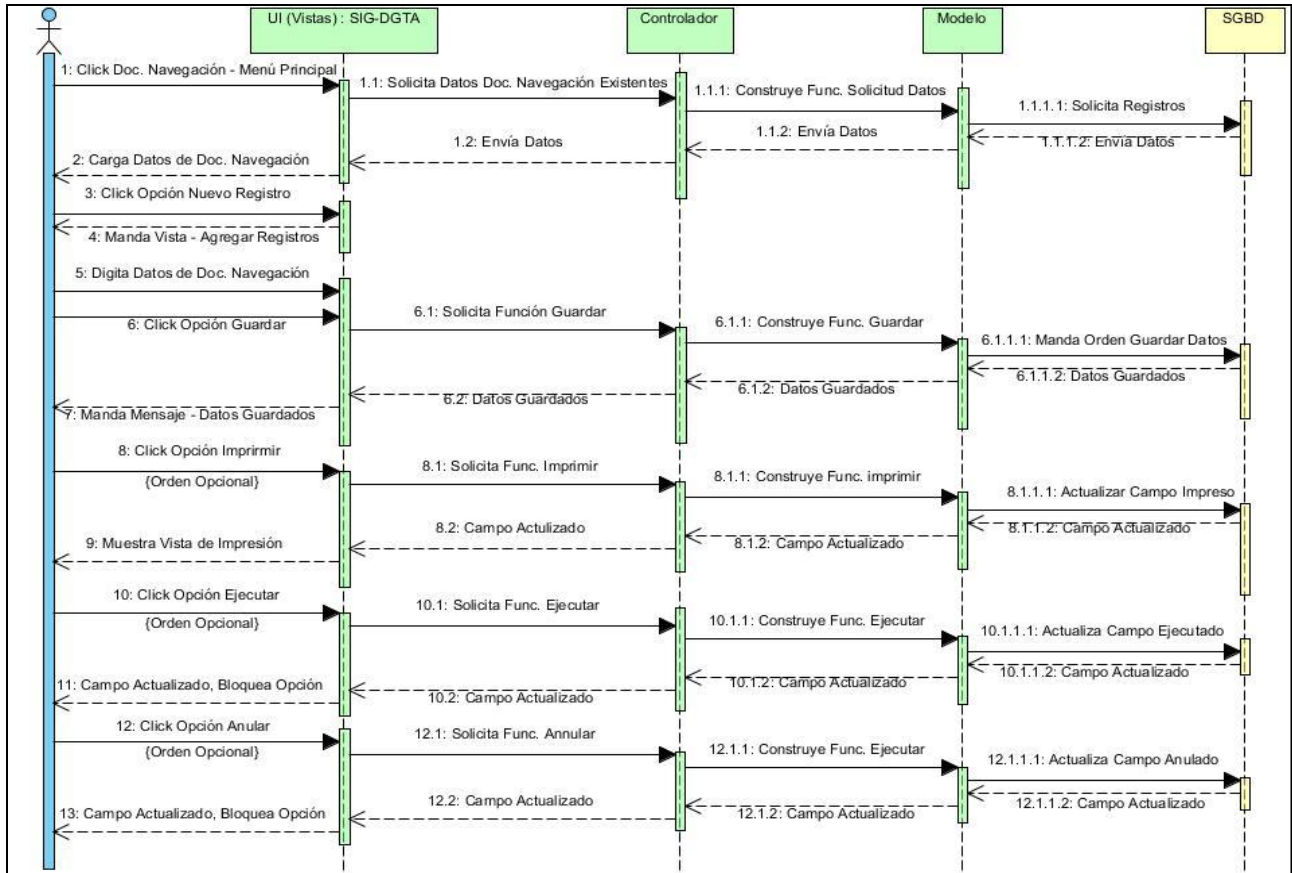 UI (Vistas) : SIG-DGTA
Controlador
Modelo
SGBD
1: Click Doc. Navegación - Menú Principal
1.1: Solicita Datos Doc. Navegación Existentes
1.1.1: Construye Func. Solicitud Datos
1.1.1.1: Solicita Registros
1.1.1.2: Envía Datos
1.1.2: Envía Datos
1.2: Envía Datos
2: Carga Datos de Doc. Navegación
3: Click Opción Nuevo Registro
4: Manda Vista - Agregar Registros
5: Digita Datos de Doc. Navegación
6: Click Opción Guardar
6.1: Solicita Función Guardar
6.1.1: Construye Func. Guardar
6.1.1.1: Manda Orden Guardar Datos
6.1.1.2: Datos Guardados
6.1.2: Datos Guardados
6.2: Datos Guardados
7: Manda Mensaje - Datos Guardados
8: Click Opción Imprirmir
{Orden Opcional}
8.1: Solicita Func. Imprimir
8.1.1: Construye Func. imprimir
8.1.1.1: Actualizar Campo Impreso
8.1.1.2: Campo Actualizado
8.1.2: Campo Actualizado
8.2: Campo Actulizado
9: Muestra Vista de Impresión
10: Click Opción Ejecutar
{Orden Opcional}
10.1: Solicita Func. Ejecutar
10.1.1: Construye Func. Ejecutar
10.1.1.1: Actualiza Campo Ejecutado
10.1.1.2: Campo Actualizado
10.1.2: Campo Actualizado
10.2: Campo Actualizado
11: Campo Actualizado, Bloquea Opción
12: Click Opción Anular
{Orden Opcional}
12.1: Solicita Func. Annular
12.1.1: Construye Func. Ejecutar
12.1.1.1: Actualiza Campo Anulado
12.1.1.2: Campo Actualizado
12.1.2: Campo Actualizado
12.2: Campo Actualizado
13: Campo Actualizado, Bloquea Opción